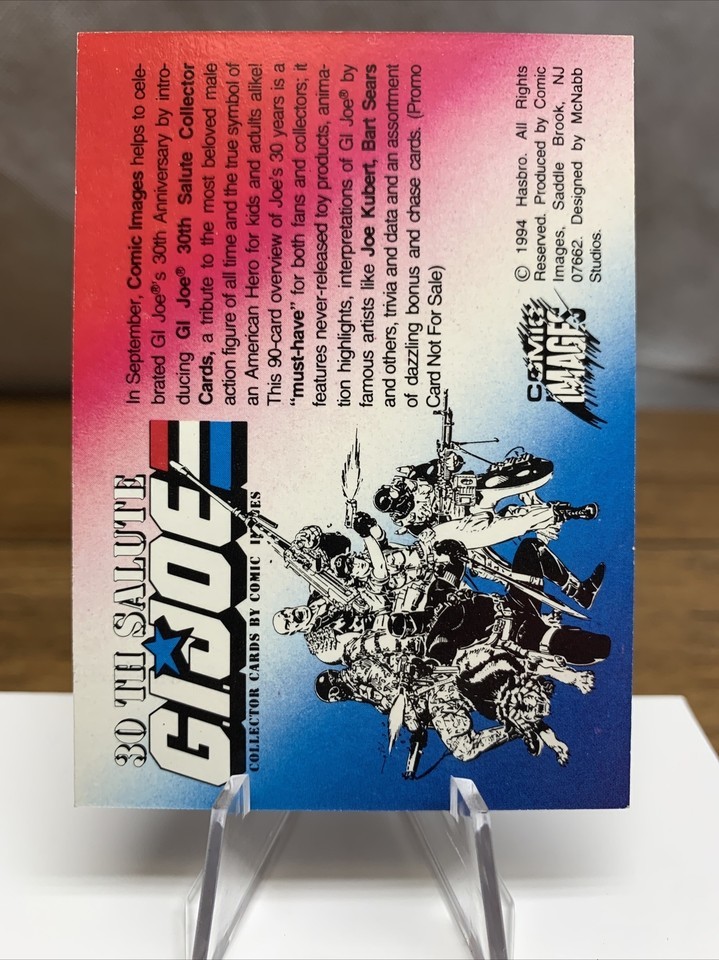 30 TH SALUTE
G.I. JOE
COLLECTOR CARDS BY COMIC IMAGES
In September, Comic Images helps to cele-
brated GI Joe®'s 30th Anniversary by intro-
ducing GI Joe® 30th Salute Collector
Cards, a tribute to the most beloved male
action figure of all time and the true symbol of
an American Hero for kids and adults alike!
This 90-card overview of Joe's 30 years is a
"must-have" for both fans and collectors; it
features never-released toy products, anima-
tion highlights, interpretations of GI Joe® by
famous artists like Joe Kubert, Bart Sears
and others, trivia and data and an assortment
of dazzling bonus and chase cards. (Promo
Card Not For Sale)
COMIC
IMAGES
© 1994 Hasbro. All Rights
Reserved. Produced by Comic
Images, Saddle Brook, NJ
07662. Designed by McNabb
Studios.